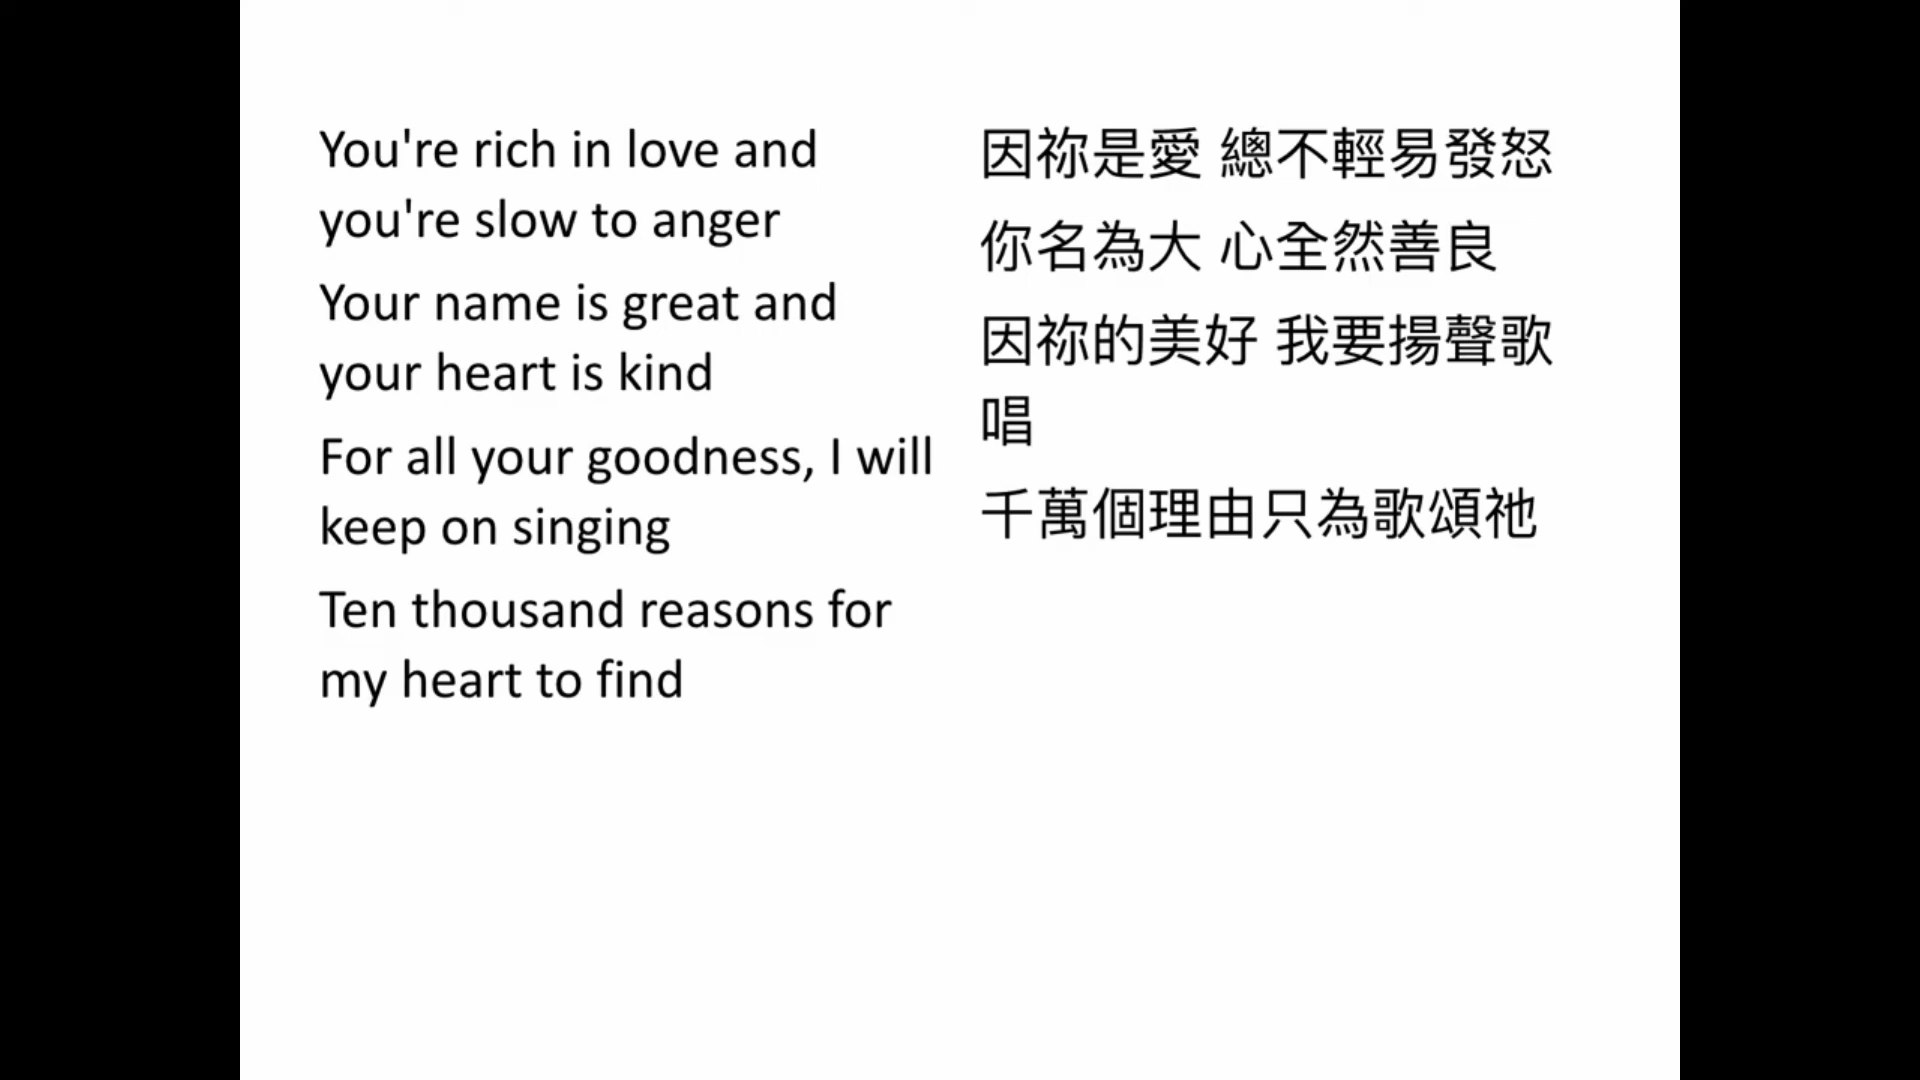 You're rich in love and
you're slow to anger
Your name is great and
your heart is kind
For all your goodness, I will
keep on singing
Ten thousand reasons for
my heart to find
因祢是愛 總不輕易發怒
你名為大 心全然善良
因祢的美好 我要揚聲歌
唱
千萬個理由只為歌頌祂